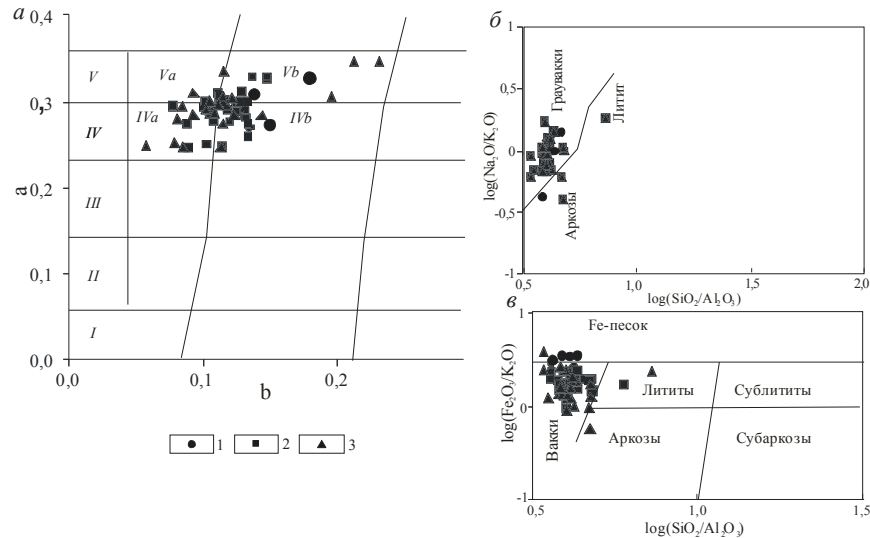 а
а
0,4
0,3
0,2
0,1
0,0
V
IV
III
II
I
Va
Vb
IVa
IVb
а
0,0
0,1
0,2
b
1
2
3
б
log(Na₂O/K₂O)
1
0,5
0
-0,5
-1
Граувакки
Литит
Аркозы
0,5
1,0
1,5
2,0
log(SiO₂/Al₂O₃)
в
log(Fe₂O₃/K₂O)
1
0
-1
Fe-песок
Вакки
Лититы
Сублититы
Аркозы
Субаркозы
0,5
1,0
1,5
log(SiO₂/Al₂O₃)